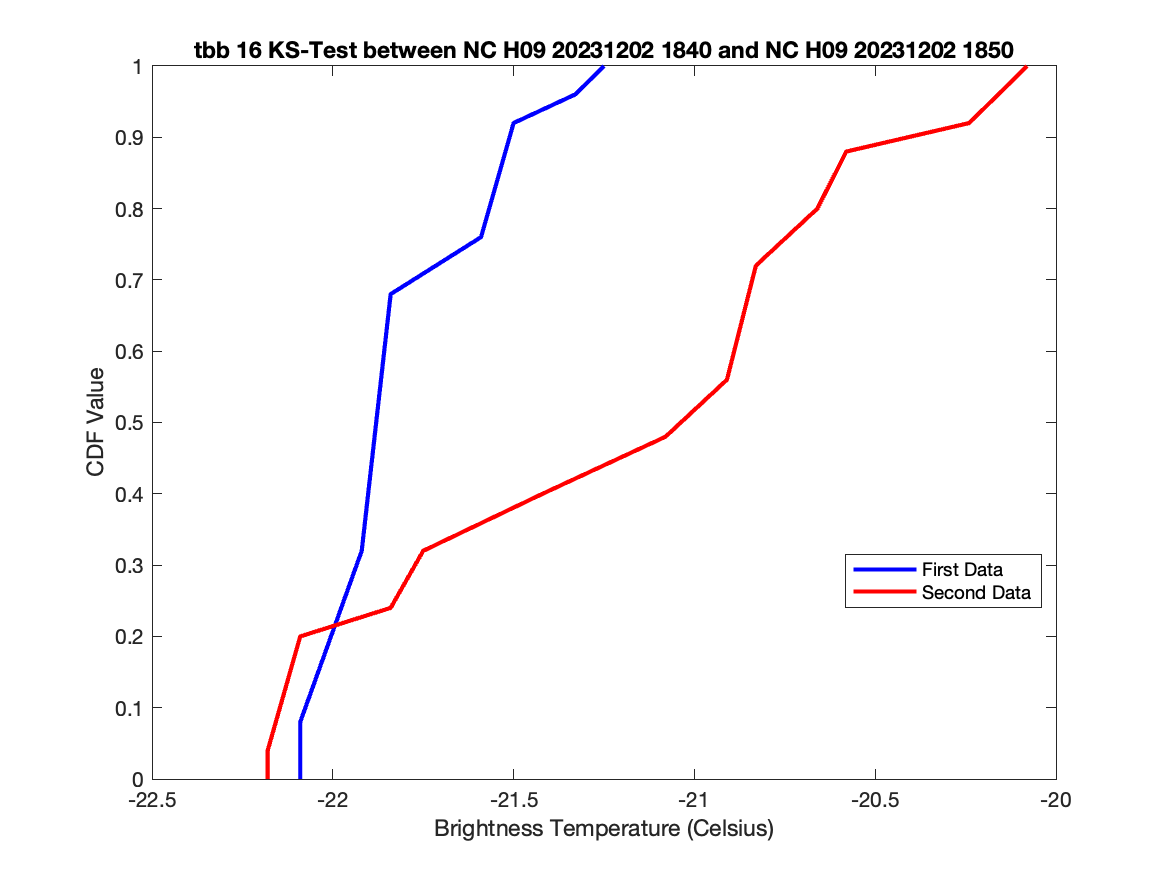 tbb 16 KS-Test between NC H09 20231202 1840 and NC H09 20231202 1850
1
0.9
0.8
0.7
0.6
0.5
0.4
0.3
0.2
0.1
0
CDF Value
First Data
Second Data
-22.5 -22 -21.5 -21 -20.5 -20
Brightness Temperature (Celsius)